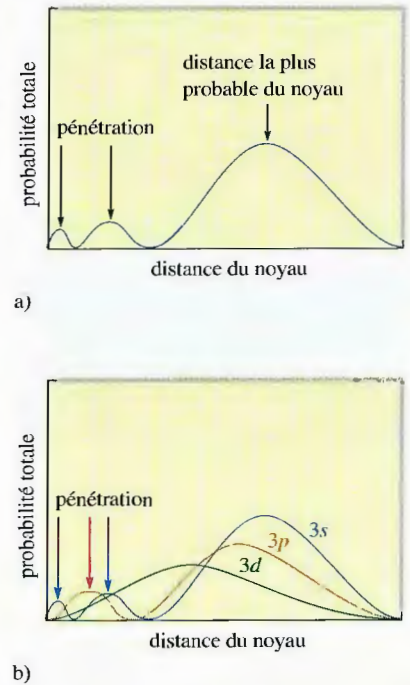 probabilité totale
pénétration
distance la plus
probable du noyau
distance du noyau
a)
probabilité totale
pénétration
3s
3p
3d
distance du noyau
b)